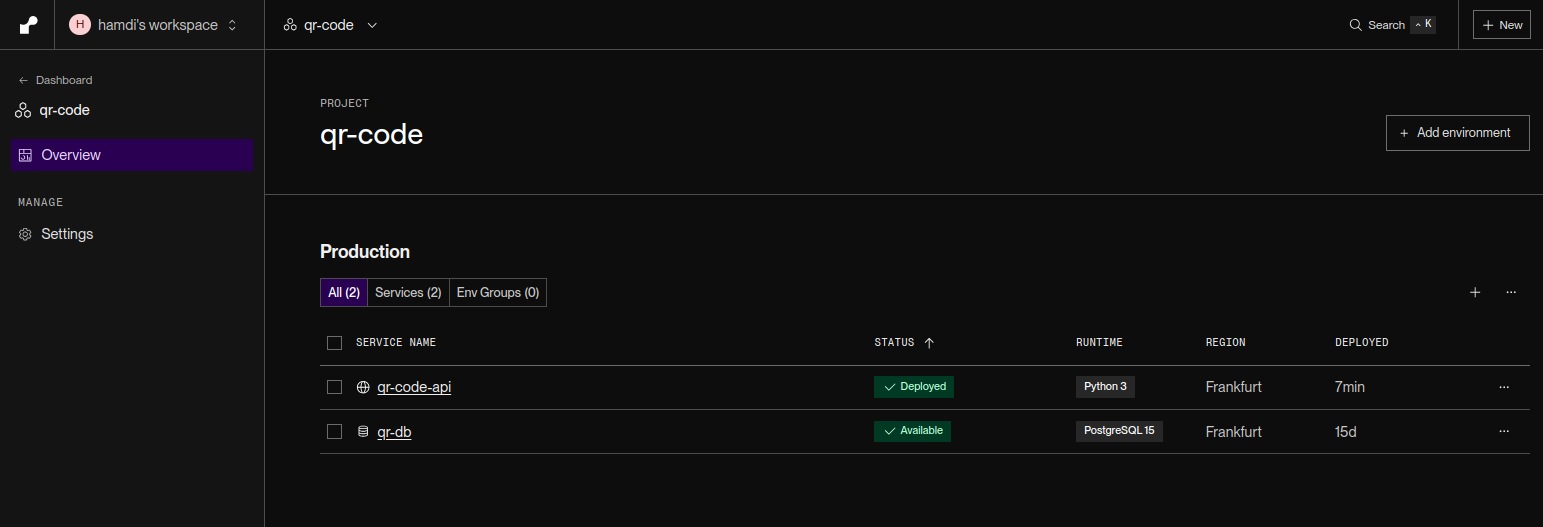 H hamdi's workspace
qr-code
Search ^ K
+ New
← Dashboard
qr-code
Overview
MANAGE
Settings
PROJECT
qr-code
+ Add environment
Production
All (2) Services (2) Env Groups (0)
SERVICE NAME STATUS ↑ RUNTIME REGION DEPLOYED
qr-code-api Deployed Python 3 Frankfurt 7min
qr-db Available PostgreSQL 15 Frankfurt 15d